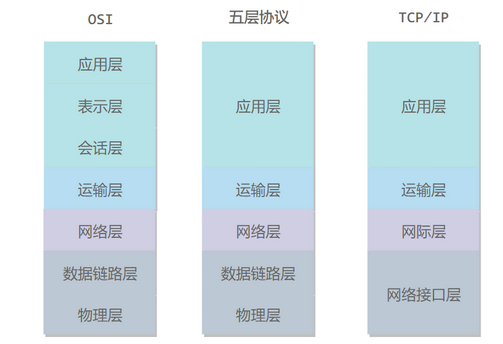 OSI
应用层
表示层
会话层
运输层
网络层
数据链路层
物理层
五层协议
应用层
运输层
网络层
数据链路层
物理层
TCP/IP
应用层
运输层
网际层
网络接口层